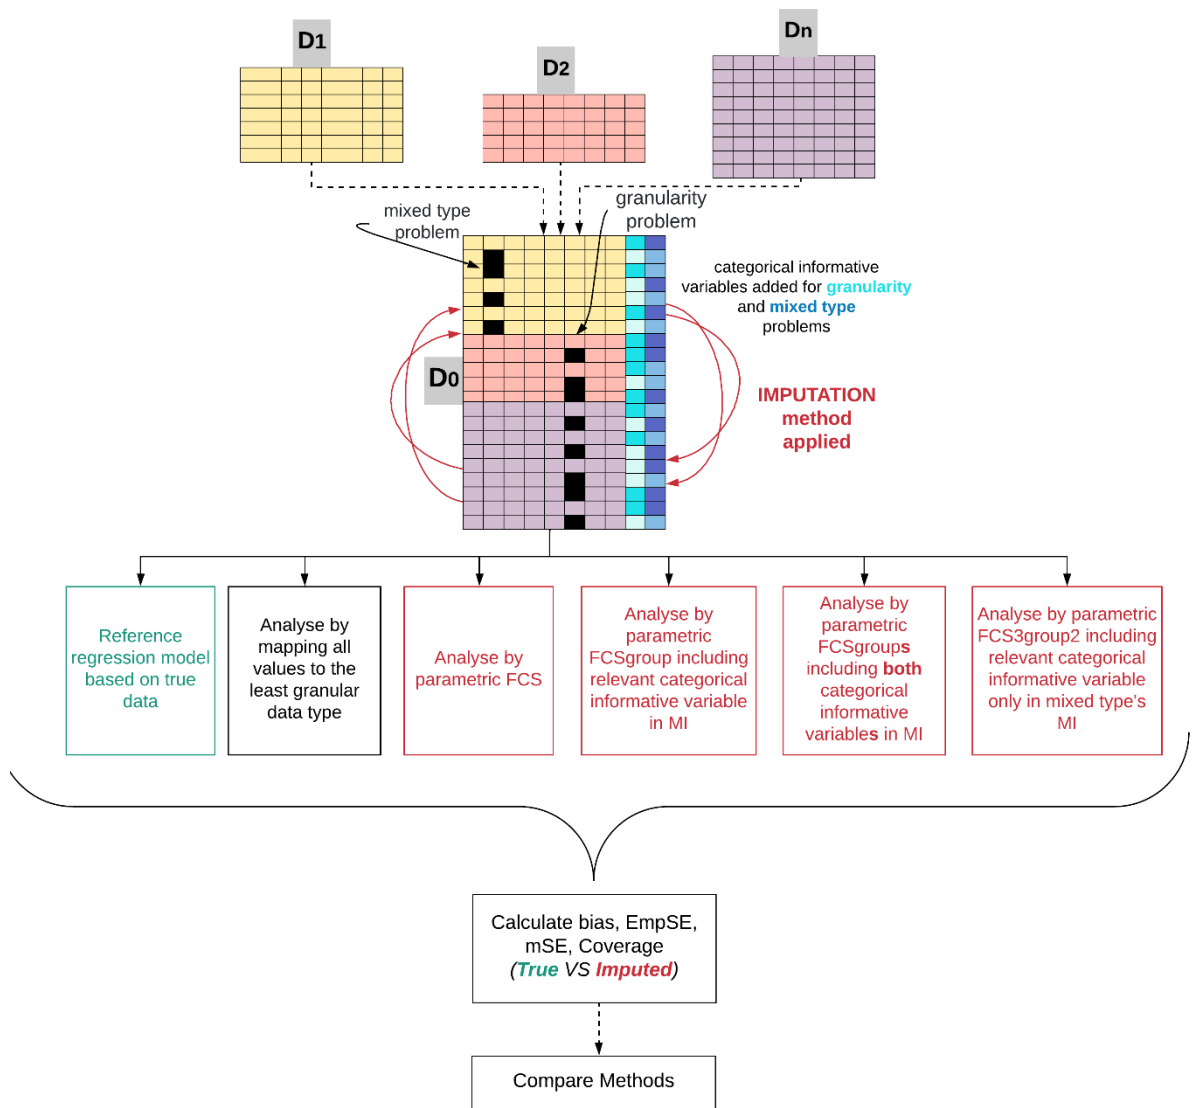 D1
D2
Dn
mixed type
problem
granularity
problem
categorical informative
variables added for granularity
and mixed type
problems
D0
IMPUTATION
method
applied
Reference
regression model
based on true
data
Analyse by
mapping all
values to the
least granular
data type
Analyse by
parametric FCS
Analyse by
parametric
FCSgroup including
relevant categorical
informative variable
in MI
Analyse by
parametric
FCSgroups
including both
categorical
informative
variables in MI
Analyse by parametric
FCS3group2 including
relevant categorical
informative variable
only in mixed type's
MI
Calculate bias, EmpSE,
mSE, Coverage
(True VS Imputed)
Compare Methods